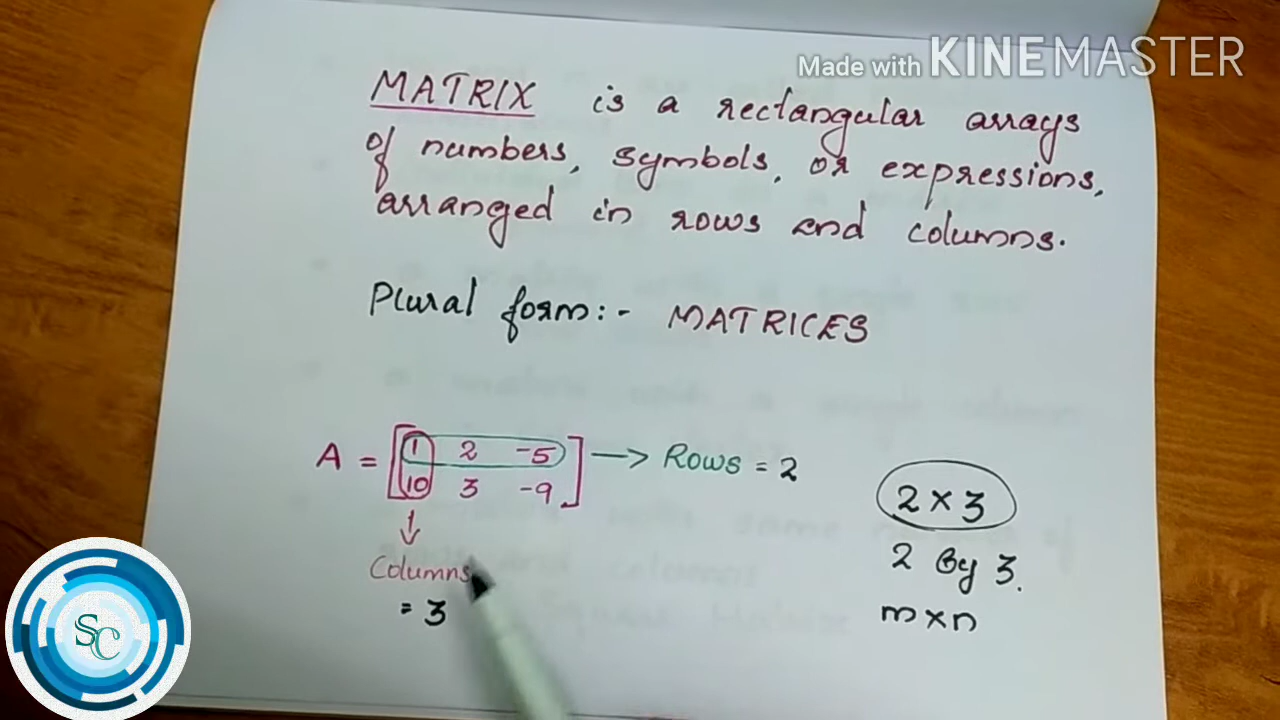 Made with KINEMASTER
MATRIX is a rectangular arrays
of numbers, symbols, or expressions,
arranged in rows and columns.
Plural form:- MATRICES
A = [1 2 -5
10 3 -9] → Rows = 2
↓
Columns
= 3
2 × 3
2 By 3.
m×n
SC